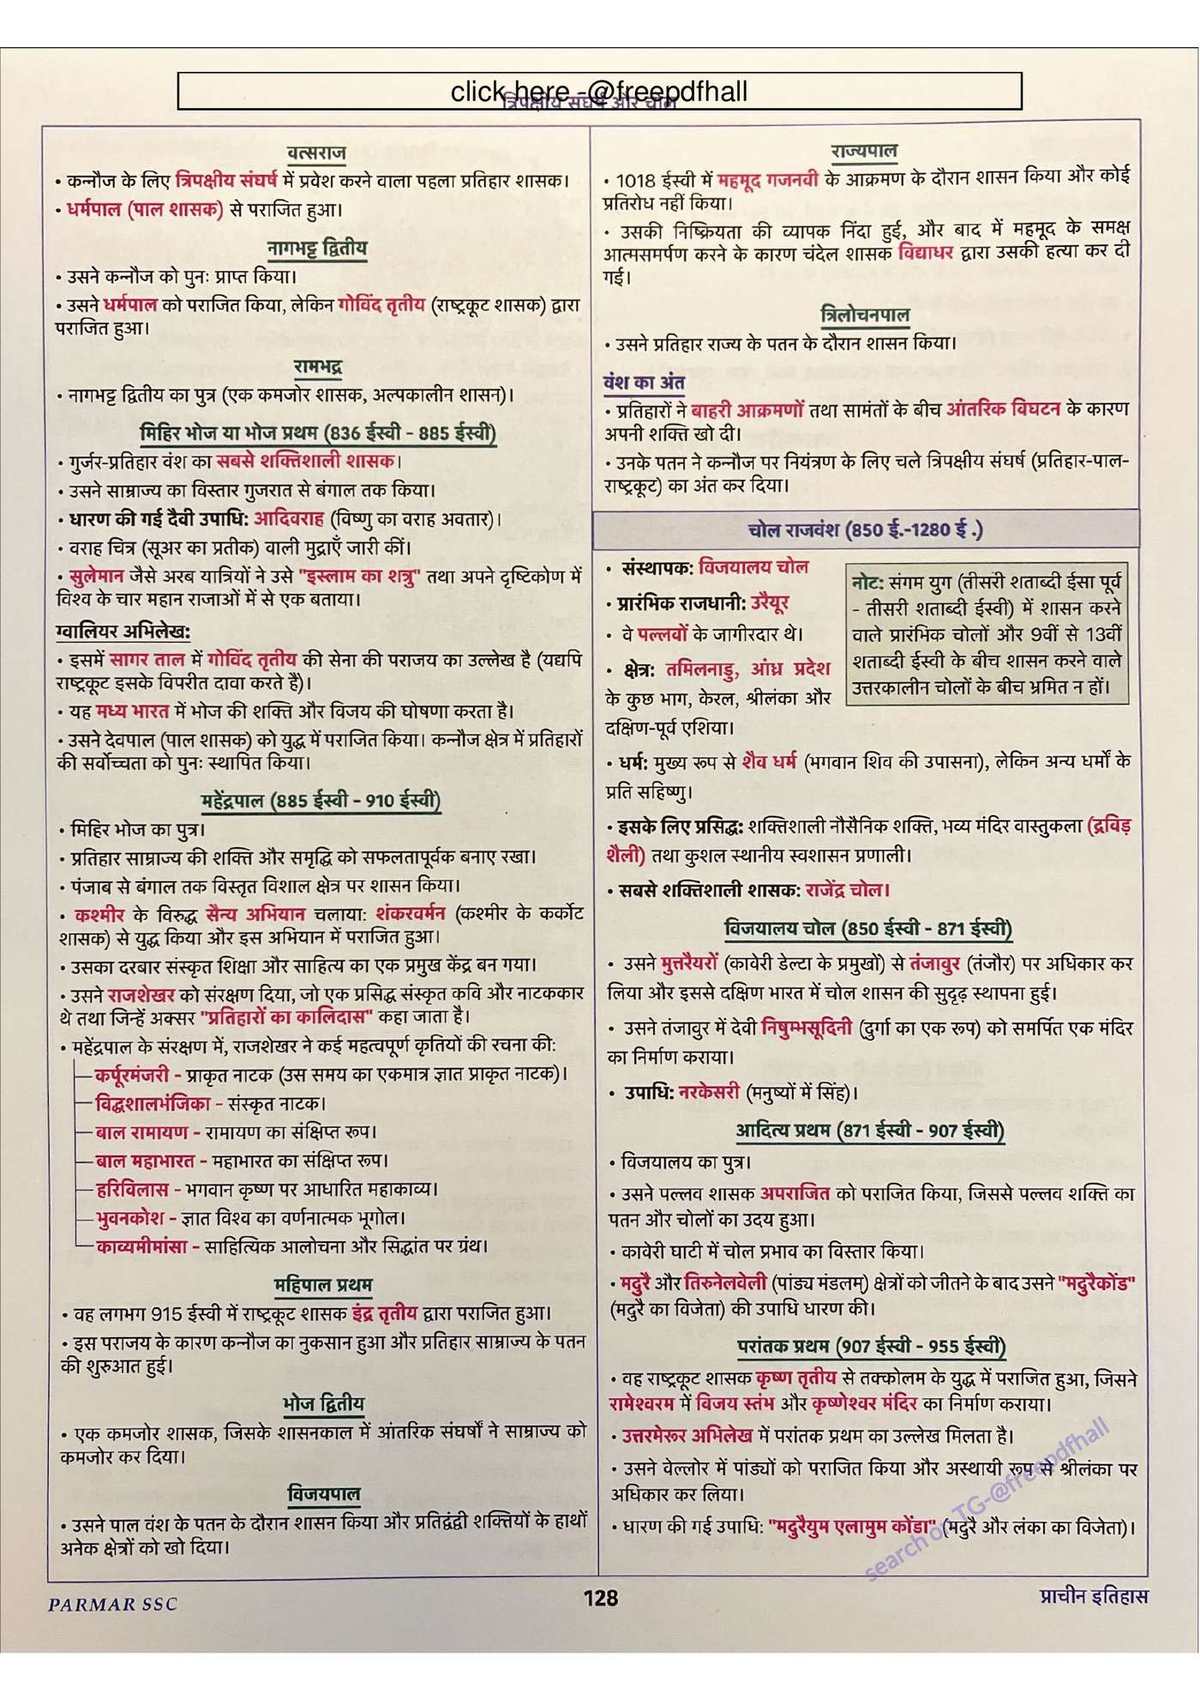 click here -@freepdfhall
त्रिपक्षीय संघर्ष और चोल
वत्सराज
• कन्नौज के लिए त्रिपक्षीय संघर्ष में प्रवेश करने वाला पहला प्रतिहार शासक।
• धर्मपाल (पाल शासक) से पराजित हुआ।
नागभट्ट द्वितीय
• उसने कन्नौज को पुनः प्राप्त किया।
• उसने धर्मपाल को पराजित किया, लेकिन गोविंद तृतीय (राष्ट्रकूट शासक) द्वारा
पराजित हुआ।
रामभद्र
• नागभट्ट द्वितीय का पुत्र (एक कमजोर शासक, अल्पकालीन शासन)।
मिहिर भोज या भोज प्रथम (836 ईस्वी - 885 ईस्वी)
• गुर्जर-प्रतिहार वंश का सबसे शक्तिशाली शासक।
• उसने साम्राज्य का विस्तार गुजरात से बंगाल तक किया।
• धारण की गई दैवी उपाधि: आदिवराह (विष्णु का वराह अवतार)।
• वराह चित्र (सूअर का प्रतीक) वाली मुद्राएँ जारी कीं।
• सुलेमान जैसे अरब यात्रियों ने उसे "इस्लाम का शत्रु" तथा अपने दृष्टिकोण में
विश्व के चार महान राजाओं में से एक बताया।
ग्वालियर अभिलेख:
• इसमें सागर ताल में गोविंद तृतीय की सेना की पराजय का उल्लेख है (यद्यपि
राष्ट्रकूट इसके विपरीत दावा करते हैं)।
• यह मध्य भारत में भोज की शक्ति और विजय की घोषणा करता है।
• उसने देवपाल (पाल शासक) को युद्ध में पराजित किया। कन्नौज क्षेत्र में प्रतिहारों
की सर्वोच्चता को पुनः स्थापित किया।
महेंद्रपाल (885 ईस्वी - 910 ईस्वी)
• मिहिर भोज का पुत्र।
• प्रतिहार साम्राज्य की शक्ति और समृद्धि को सफलतापूर्वक बनाए रखा।
• पंजाब से बंगाल तक विस्तृत विशाल क्षेत्र पर शासन किया।
• कश्मीर के विरुद्ध सैन्य अभियान चलाया: शंकरवर्मन (कश्मीर के कर्कोट
शासक) से युद्ध किया और इस अभियान में पराजित हुआ।
• उसका दरबार संस्कृत शिक्षा और साहित्य का एक प्रमुख केंद्र बन गया।
• उसने राजशेखर को संरक्षण दिया, जो एक प्रसिद्ध संस्कृत कवि और नाटककार
थे तथा जिन्हें अक्सर "प्रतिहारों का कालिदास" कहा जाता है।
• महेंद्रपाल के संरक्षण में, राजशेखर ने कई महत्वपूर्ण कृतियों की रचना की:
कर्पूरमंजरी - प्राकृत नाटक (उस समय का एकमात्र ज्ञात प्राकृत नाटक)।
विद्धशालभंजिका - संस्कृत नाटक।
बाल रामायण - रामायण का संक्षिप्त रूप।
बाल महाभारत - महाभारत का संक्षिप्त रूप।
हरिविलास - भगवान कृष्ण पर आधारित महाकाव्य।
भुवनकोश - ज्ञात विश्व का वर्णनात्मक भूगोल।
काव्यमीमांसा - साहित्यिक आलोचना और सिद्धांत पर ग्रंथ।
महिपाल प्रथम
• वह लगभग 915 ईस्वी में राष्ट्रकूट शासक इंद्र तृतीय द्वारा पराजित हुआ।
• इस पराजय के कारण कन्नौज का नुकसान हुआ और प्रतिहार साम्राज्य के पतन
की शुरुआत हुई।
भोज द्वितीय
• एक कमजोर शासक, जिसके शासनकाल में आंतरिक संघर्षों ने साम्राज्य को
कमजोर कर दिया।
विजयपाल
• उसने पाल वंश के पतन के दौरान शासन किया और प्रतिद्वंद्वी शक्तियों के हाथों
अनेक क्षेत्रों को खो दिया।
राज्यपाल
• 1018 ईस्वी में महमूद गजनवी के आक्रमण के दौरान शासन किया और कोई
प्रतिरोध नहीं किया।
• उसकी निष्क्रियता की व्यापक निंदा हुई, और बाद में महमूद के समक्ष
आत्मसमर्पण करने के कारण चंदेल शासक विद्याधर द्वारा उसकी हत्या कर दी
गई।
त्रिलोचनपाल
• उसने प्रतिहार राज्य के पतन के दौरान शासन किया।
वंश का अंत
• प्रतिहारों ने बाहरी आक्रमणों तथा सामंतों के बीच आंतरिक विघटन के कारण
अपनी शक्ति खो दी।
• उनके पतन ने कन्नौज पर नियंत्रण के लिए चले त्रिपक्षीय संघर्ष (प्रतिहार-पाल-
राष्ट्रकूट) का अंत कर दिया।
चोल राजवंश (850 ई.-1280 ई .)
• संस्थापक: विजयालय चोल
• प्रारंभिक राजधानी: उरैयूर
• वे पल्लवों के जागीरदार थे।
• क्षेत्र: तमिलनाडु, आंध्र प्रदेश
के कुछ भाग, केरल, श्रीलंका और
दक्षिण-पूर्व एशिया।
नोट: संगम युग (तीसरी शताब्दी ईसा पूर्व
- तीसरी शताब्दी ईस्वी) में शासन करने
वाले प्रारंभिक चोलों और 9वीं से 13वीं
शताब्दी ईस्वी के बीच शासन करने वाले
उत्तरकालीन चोलों के बीच भ्रमित न हों।
• धर्म: मुख्य रूप से शैव धर्म (भगवान शिव की उपासना), लेकिन अन्य धर्मों के
प्रति सहिष्णु।
• इसके लिए प्रसिद्ध: शक्तिशाली नौसैनिक शक्ति, भव्य मंदिर वास्तुकला (द्रविड़
शैली) तथा कुशल स्थानीय स्वशासन प्रणाली।
• सबसे शक्तिशाली शासक: राजेंद्र चोल।
विजयालय चोल (850 ईस्वी - 871 ईस्वी)
• उसने मुत्तरैयरों (कावेरी डेल्टा के प्रमुखों) से तंजावुर (तंजौर) पर अधिकार कर
लिया और इससे दक्षिण भारत में चोल शासन की सुदृढ़ स्थापना हुई।
• उसने तंजावुर में देवी निषुम्भसूदिनी (दुर्गा का एक रूप) को समर्पित एक मंदिर
का निर्माण कराया।
• उपाधि: नरकेसरी (मनुष्यों में सिंह)।
आदित्य प्रथम (871 ईस्वी - 907 ईस्वी)
• विजयालय का पुत्र।
• उसने पल्लव शासक अपराजित को पराजित किया, जिससे पल्लव शक्ति का
पतन और चोलों का उदय हुआ।
• कावेरी घाटी में चोल प्रभाव का विस्तार किया।
• मदुरै और तिरुनेलवेली (पांड्य मंडलम) क्षेत्रों को जीतने के बाद उसने "मदुरैकोंड"
(मदुरै का विजेता) की उपाधि धारण की।
परांतक प्रथम (907 ईस्वी - 955 ईस्वी)
• वह राष्ट्रकूट शासक कृष्ण तृतीय से तक्कोलम के युद्ध में पराजित हुआ, जिसने
रामेश्वरम में विजय स्तंभ और कृष्णेश्वर मंदिर का निर्माण कराया।
• उत्तरमेरूर अभिलेख में परांतक प्रथम का उल्लेख मिलता है।
• उसने वेल्लोर में पांड्यों को पराजित किया और अस्थायी रूप से श्रीलंका पर
अधिकार कर लिया।
• धारण की गई उपाधि: "मदुरैयुम एलामुम कोंडा" (मदुरै और लंका का विजेता)।
search on TG-@freepdfhall
PARMAR SSC
128
प्राचीन इतिहास